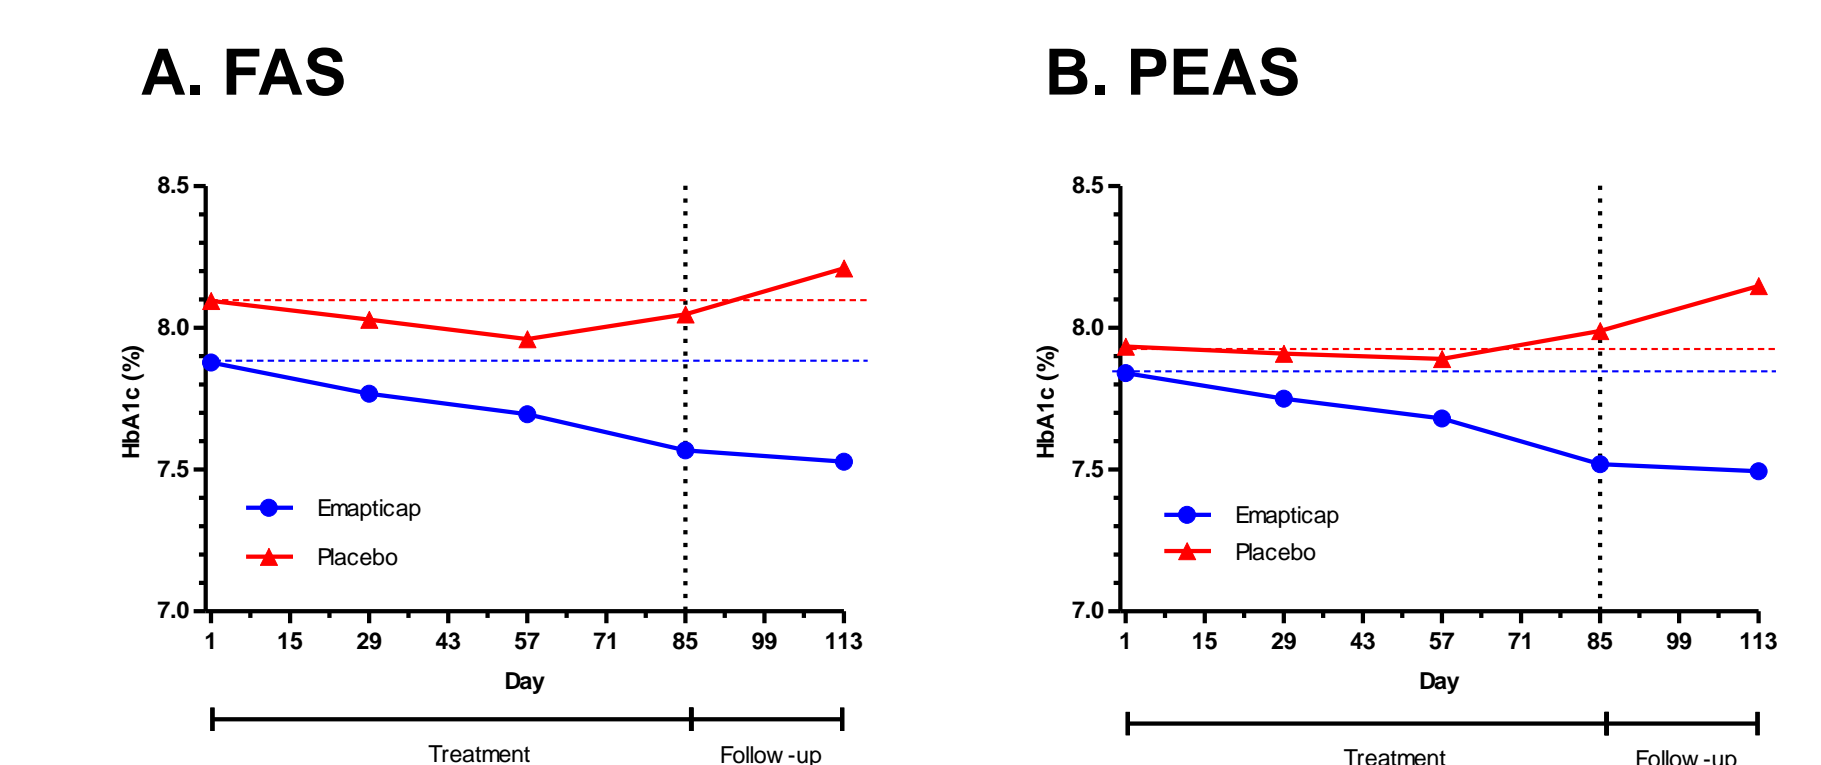 A. FAS
8.5
8.0
7.5
7.0
HbA1c (%)
Emapticap
Placebo
1 15 29 43 57 71 85 99 113
Day
Treatment Follow-up
B. PEAS
8.5
8.0
7.5
7.0
HbA1c (%)
Emapticap
Placebo
1 15 29 43 57 71 85 99 113
Day
Treatment Follow-up